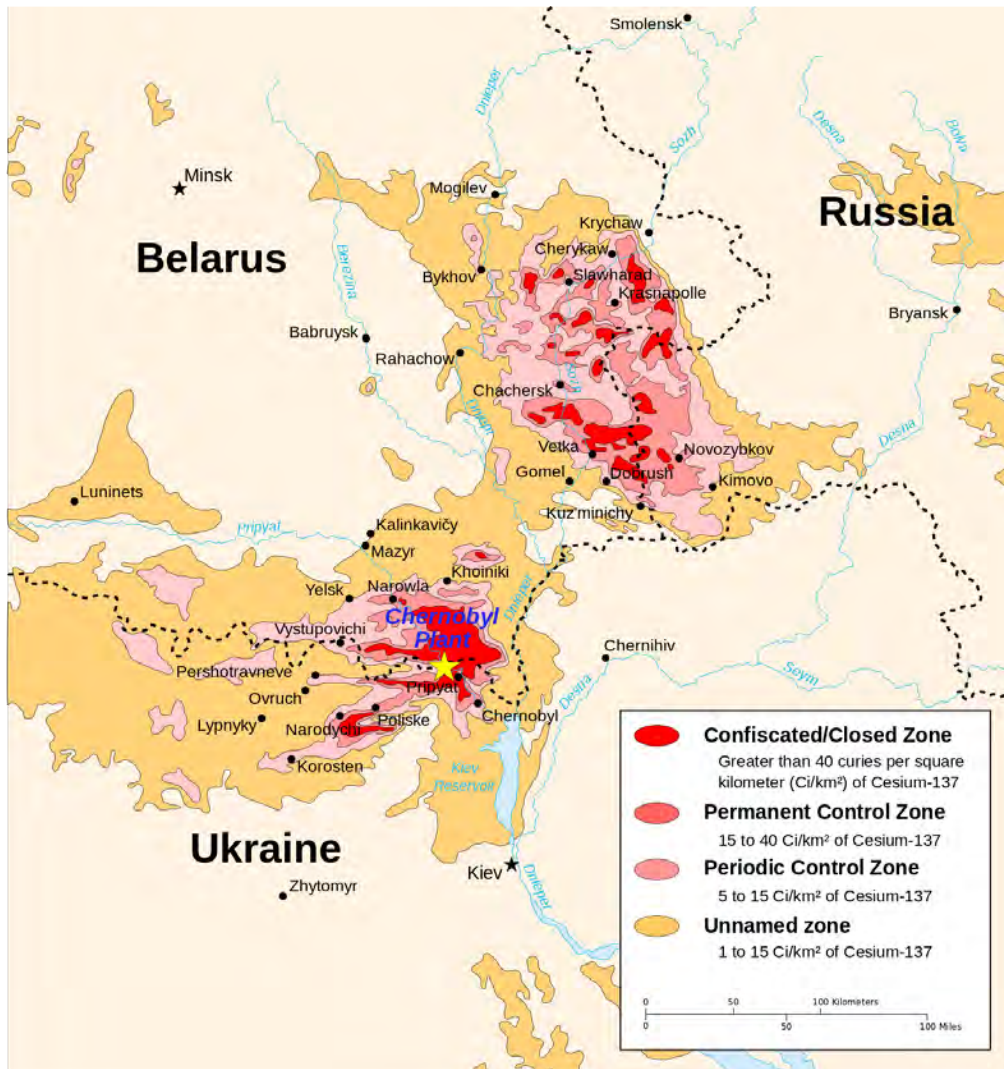 Smolensk
Dnieper
Sozh
Desna
Bolva
Minsk
Mogilev
Russia
Krychaw
Belarus
Cherykaw
Berezina
Bykhov
Slawharad
Krasnapolle
Bryansk
Babruysk
Rahachow
Sozh
Chachersk
Dnieper
Desna
Vetka
Novozybkov
Gomel
Dobrush
Kimovo
Luninets
Kuz'minichy
Pripyat
Kalinkavičy
Mazyr
Khoiniki
Yelsk
Narowla
Dnieper
Chernobyl
Plant
Vystupovichi
Chernihiv
Pershotravneve
Pripyat
Seym
Ovruch
Desna
Chernobyl
Lypnyky
Narodychi
Poliske
Korosten
Kiev
Reservoir
Ukraine
Kiev
Zhytomyr
Dnieper
Confiscated/Closed Zone
Greater than 40 curies per square
kilometer (Ci/km²) of Cesium-137
Permanent Control Zone
15 to 40 Ci/km² of Cesium-137
Periodic Control Zone
5 to 15 Ci/km² of Cesium-137
Unnamed zone
1 to 15 Ci/km² of Cesium-137
0 50 100 Kilometers
0 50 100 Miles